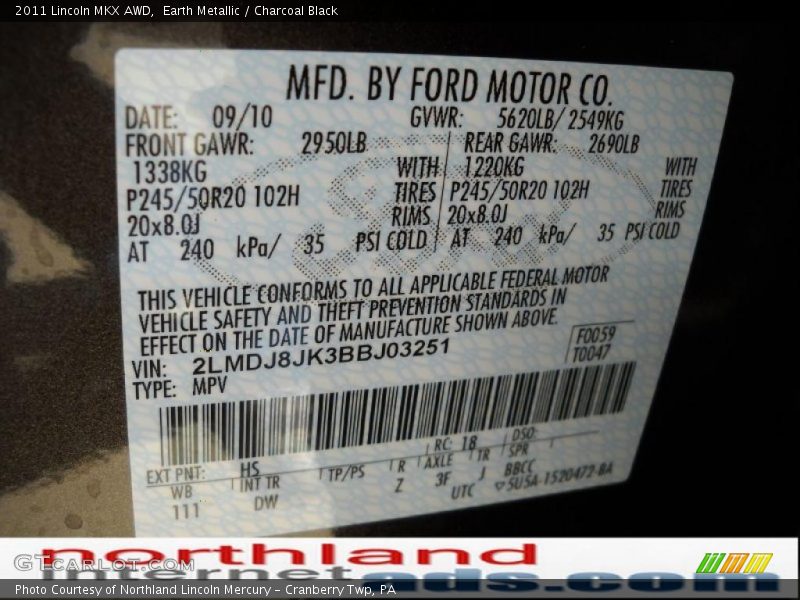 2011 Lincoln MKX AWD,  Earth Metallic / Charcoal Black
MFD. BY FORD MOTOR CO.
DATE: 09/10 GVWR: 5620LB/ 2549KG
FRONT GAWR: 2950LB REAR GAWR: 2690LB
1338KG WITH 1220KG WITH
P245/50R20 102H TIRES P245/50R20 102H TIRES
20x8.0J RIMS 20x8.0J RIMS
AT 240 kPa/ 35 PSI COLD AT 240 kPa/ 35 PSI COLD
THIS VEHICLE CONFORMS TO ALL APPLICABLE FEDERAL MOTOR
VEHICLE SAFETY AND THEFT PREVENTION STANDARDS IN
EFFECT ON THE DATE OF MANUFACTURE SHOWN ABOVE.
F0059
VIN: 2LMDJ8JK3BBJ03251 T0047
TYPE: MPV
RC: 18 DSO:
EXT PNT: HS
WB INT TR TP/PS R AXLE TR SPR
111 DW Z 3F J BBCC
UTC 5U5A-1520472-BA
northland
internet ads.com
GTCarLot.com
Photo Courtesy of Northland Lincoln Mercury – Cranberry Twp, PA